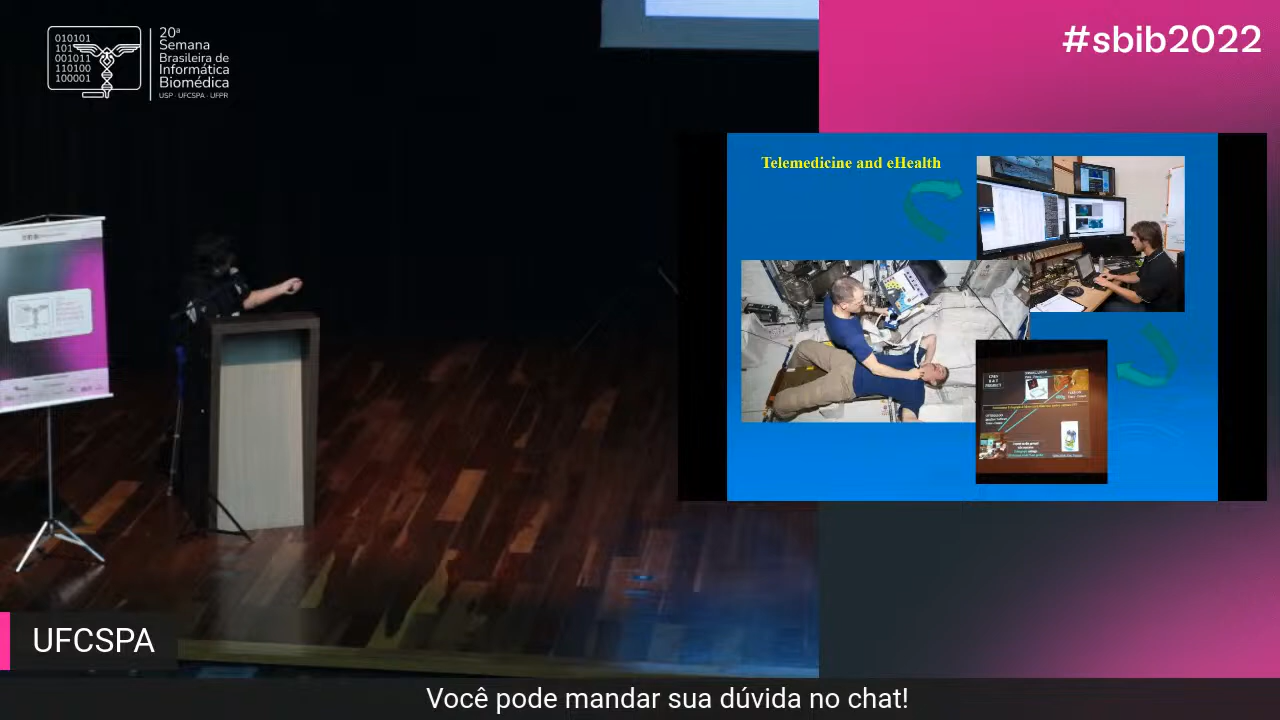 010101
101
001011
110100
100001
20ª
Semana
Brasileira de
Informática
Biomédica
USP · UFCSPA · UFPR
#sbib2022
Telemedicine and eHealth
UFCSPA
Você pode mandar sua dúvida no chat!